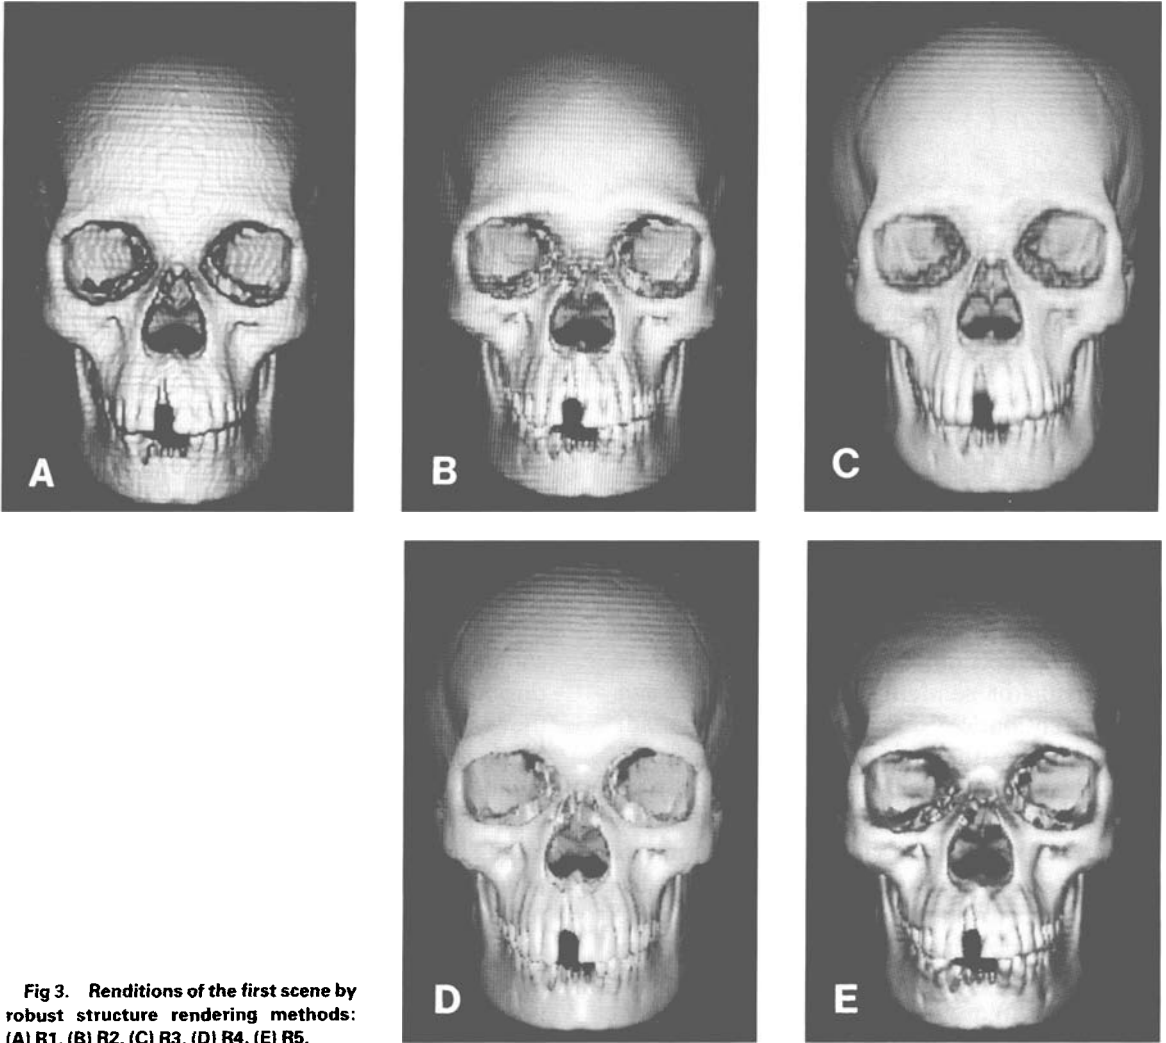 A
B
C
D
E
Fig 3. Renditions of the first scene by
robust structure rendering methods:
(A) R1, (B) R2, (C) R3, (D) R4, (E) R5.